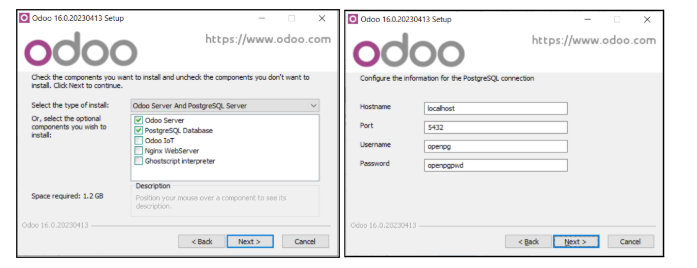 Odoo 16.0.20230413 Setup
odoo
https://www.odoo.com
Check the components you want to install and uncheck the components you don't want to
install. Click Next to continue.
Select the type of install:
Odoo Server And PostgreSQL Server
Or, select the optional
components you wish to
install:
Odoo Server
PostgreSQL Database
Odoo IoT
Nginx WebServer
Ghostscript interpreter
Space required: 1.2 GB
Description
Position your mouse over a component to see its
description.
Odoo 16.0.20230413
< Back
Next >
Cancel
Odoo 16.0.20230413 Setup
odoo
https://www.odoo.com
Configure the information for the PostgreSQL connection
Hostname
localhost
Port
5432
Username
openpg
Password
openpgpwd
Odoo 16.0.20230413
< Back
Next >
Cancel